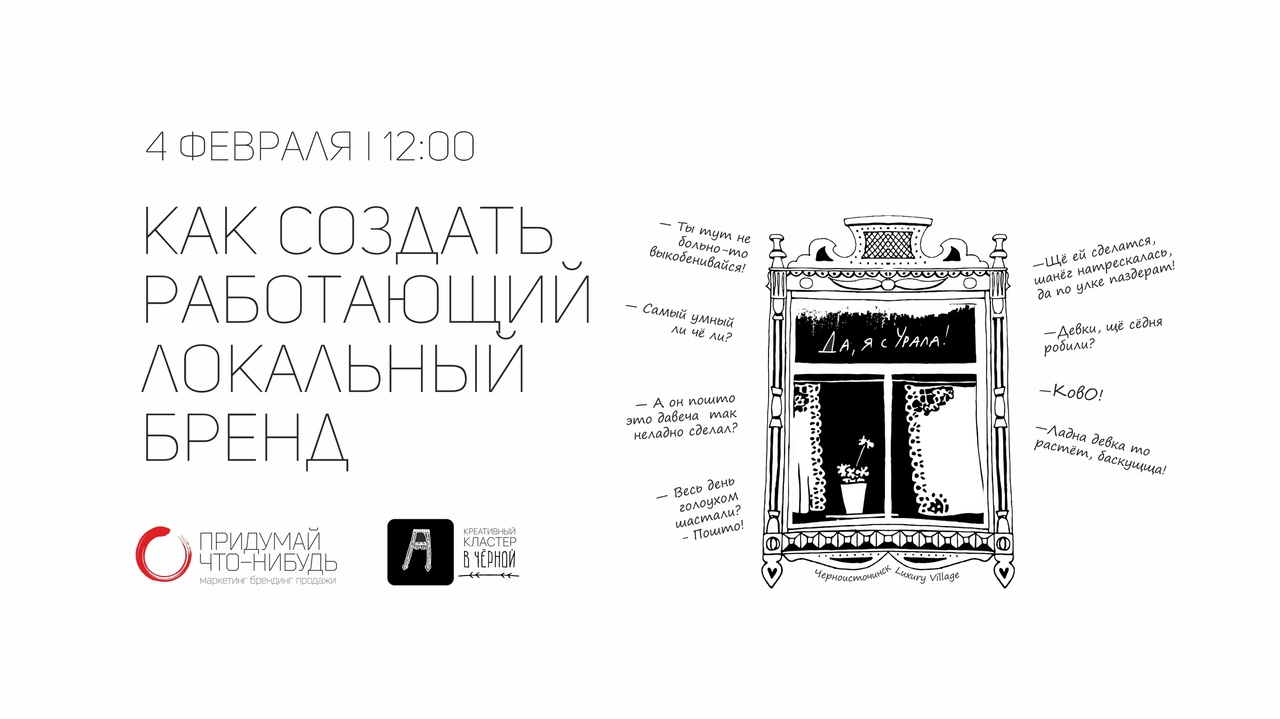 4 ФЕВРАЛЯ | 12:00
КАК СОЗДАТЬ
РАБОТАЮЩИЙ
ЛОКАЛЬНЫЙ
БРЕНД
ПРИДУМАЙ
ЧТО-НИБУДЬ
маркетинг брендинг продажи
КРЕАТИВНЫЙ
КЛАСТЕР
В ЧЁРНОЙ
— Ты тут не
больно-то
выкобенивайся!
— Самый умный
ли чё ли?
— А он пошто
это давеча так
неладно сделал?
— Весь день
голоухом
шастали?
- Пошто!
Да, я с Урала!
Черноисточинск Luxury Village
—Щё ей сделатся,
шанёг натрескалась,
да по улке паздерат!
—Девки, щё сёдня
робили?
—КовО!
—Ладна девка то
растёт, баскущща!